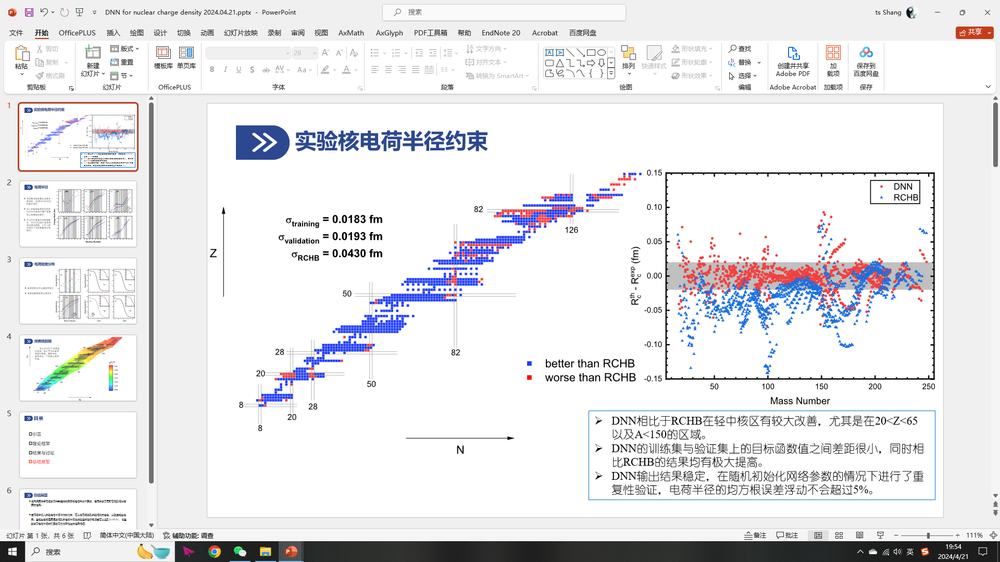 DNN for nuclear charge density 2024.04.21.pptx - PowerPoint
搜索
ts Shang
文件 开始 OfficePLUS 插入 绘图 设计 切换 动画 幻灯片放映 录制 审阅 视图 AxMath AxGlyph PDF工具箱 帮助 EndNote 20 Acrobat 百度网盘
共享
粘贴
剪切
复制
格式刷
剪贴板
新建
幻灯片
版式
重置
节
幻灯片
模板库 单页库
OfficePLUS
28
字体
文字方向
对齐文本
转换为 SmartArt
段落
排列
快速样式
形状填充
形状轮廓
形状效果
绘图
查找
替换
选择
编辑
创建并共享
Adobe PDF
Adobe Acrobat
加
载项
加载项
保存到
百度网盘
保存
1
实验核电荷半径约束
2
电荷半径
3
电荷密度分布
4
预言核数据
5
目录
引言
理论框架
结果与讨论
总结展望
6
总结展望
实验核电荷半径约束
σtraining = 0.0183 fm
σvalidation = 0.0193 fm
σRCHB = 0.0430 fm
Z
N
82
126
50
82
28
20
50
8
28
20
8
better than RCHB
worse than RCHB
0.15
0.10
0.05
0.00
-0.05
-0.10
-0.15
Rcth - Rcexp (fm)
DNN
RCHB
50 100 150 200 250
Mass Number
➢ DNN相比于RCHB在轻中核区有较大改善，尤其是在20<Z<65
以及A<150的区域。
➢ DNN的训练集与验证集上的目标函数值之间差距很小，同时相
比RCHB的结果均有极大提高。
➢ DNN输出结果稳定，在随机初始化网络参数的情况下进行了重
复性验证，电荷半径的均方根误差浮动不会超过5%。
幻灯片 第 1 张，共 6 张 简体中文(中国大陆) 辅助功能: 调查
备注 批注 111%
搜索
英
19:54
2024/4/21